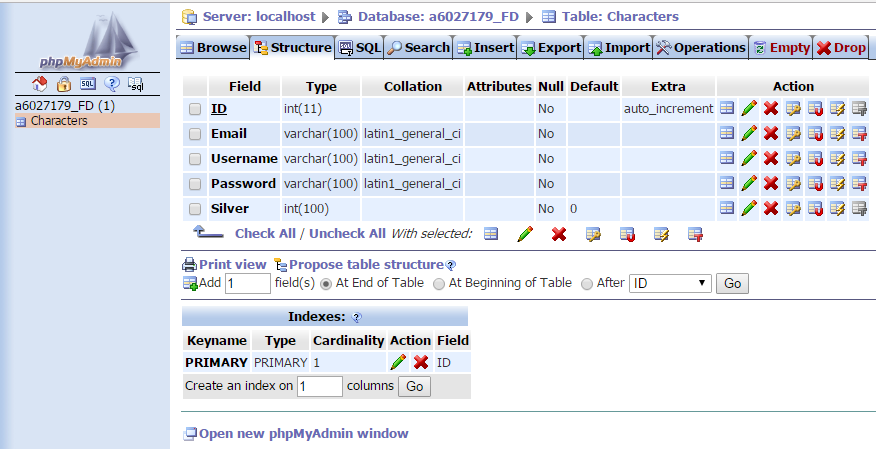 Server: localhost Database: a6027179_FD Table: Characters
phpMyAdmin
Browse Structure SQL Search Insert Export Import Operations Empty Drop
SQL ? sql
a6027179_FD (1)
Characters
Field Type Collation Attributes Null Default Extra Action
ID int(11) No auto_increment
Email varchar(100) latin1_general_ci No
Username varchar(100) latin1_general_ci No
Password varchar(100) latin1_general_ci No
Silver int(100) No 0
Check All / Uncheck All With selected:
Print view Propose table structure ?
Add 1 field(s) At End of Table At Beginning of Table After ID Go
Indexes: ?
Keyname Type Cardinality Action Field
PRIMARY PRIMARY 1 ID
Create an index on 1 columns Go
Open new phpMyAdmin window